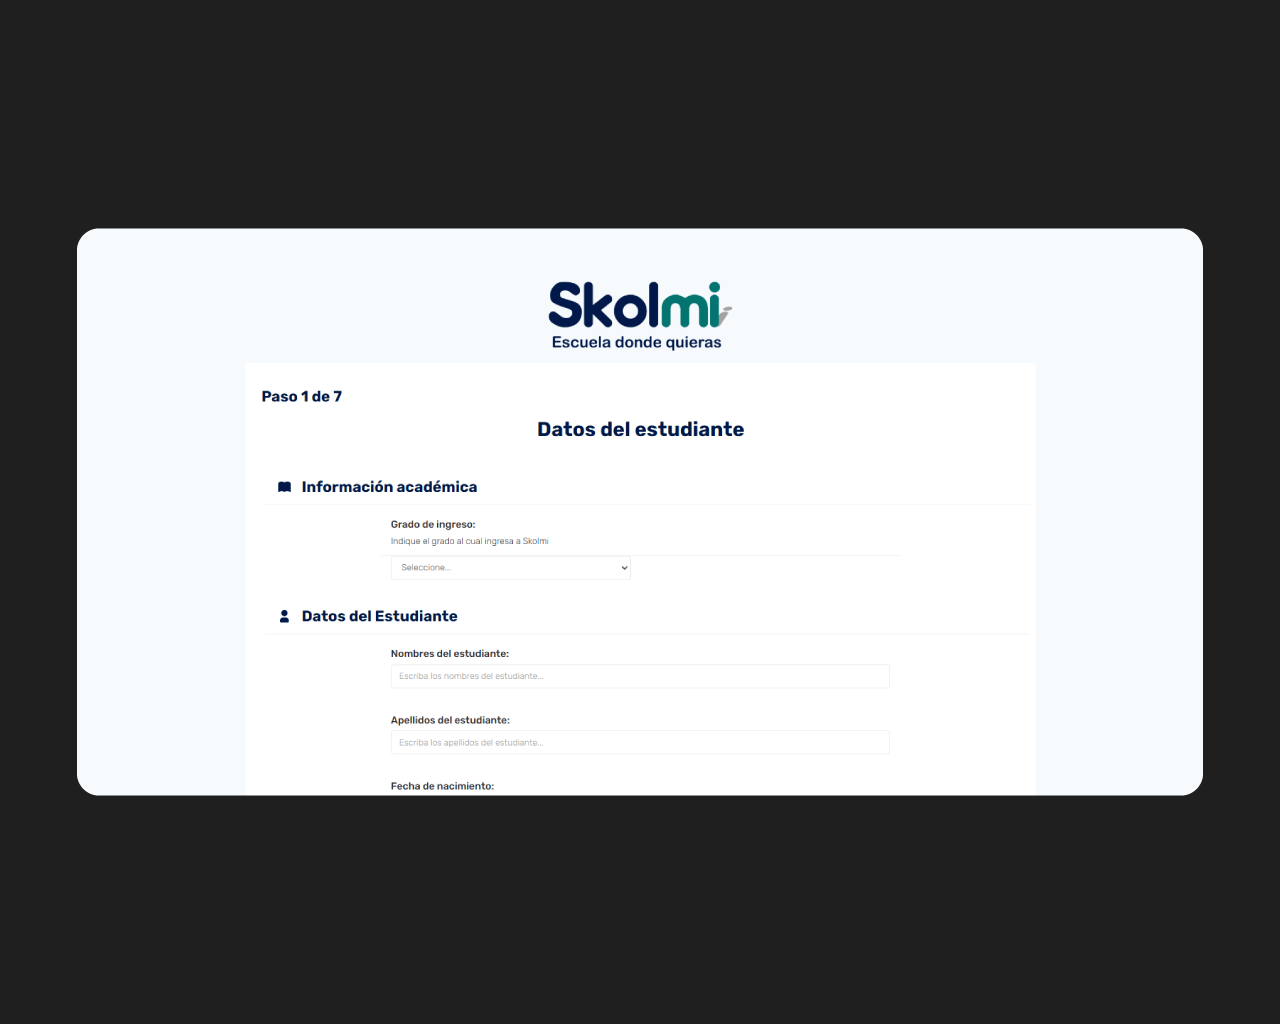 Skolmi
Escuela donde quieras
Paso 1 de 7
Datos del estudiante
Información académica
Grado de ingreso:
Indique el grado al cual ingresa a Skolmi
Seleccione...
Datos del Estudiante
Nombres del estudiante:
Escriba los nombres del estudiante...
Apellidos del estudiante:
Escriba los apellidos del estudiante...
Fecha de nacimiento: